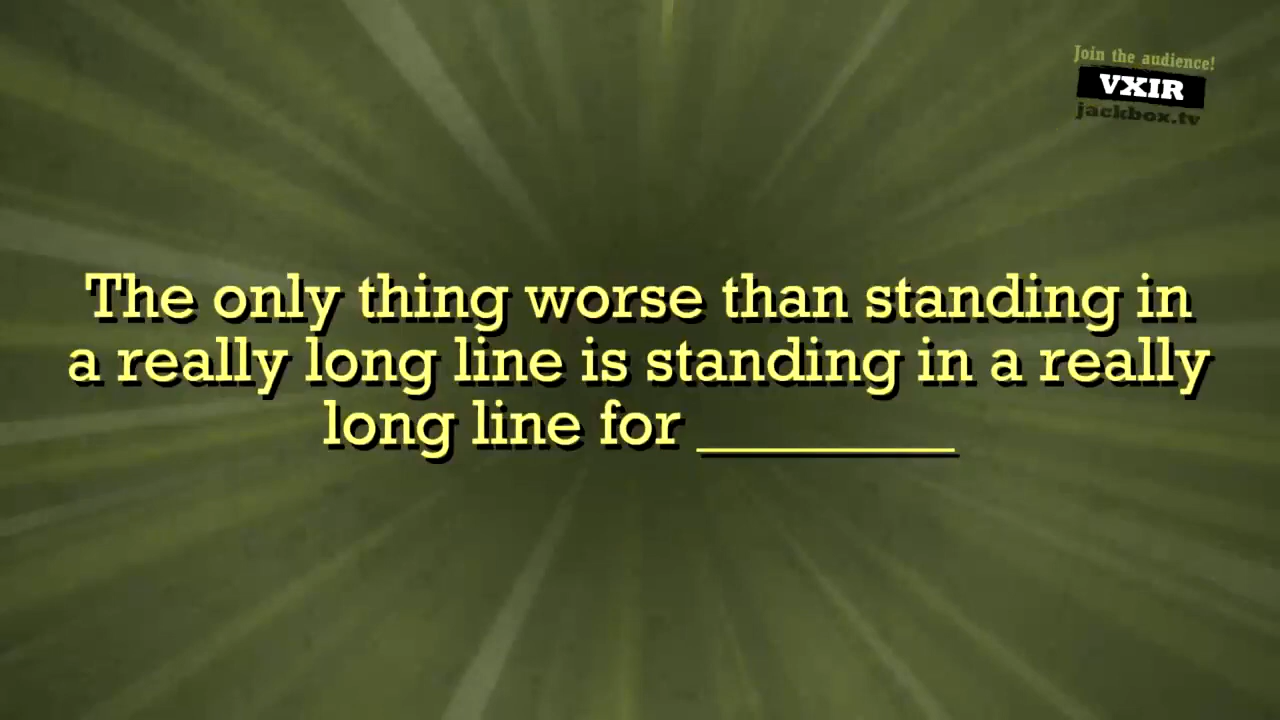 Join the audience!
VXIR
jackbox.tv
The only thing worse than standing in
a really long line is standing in a really
long line for _________